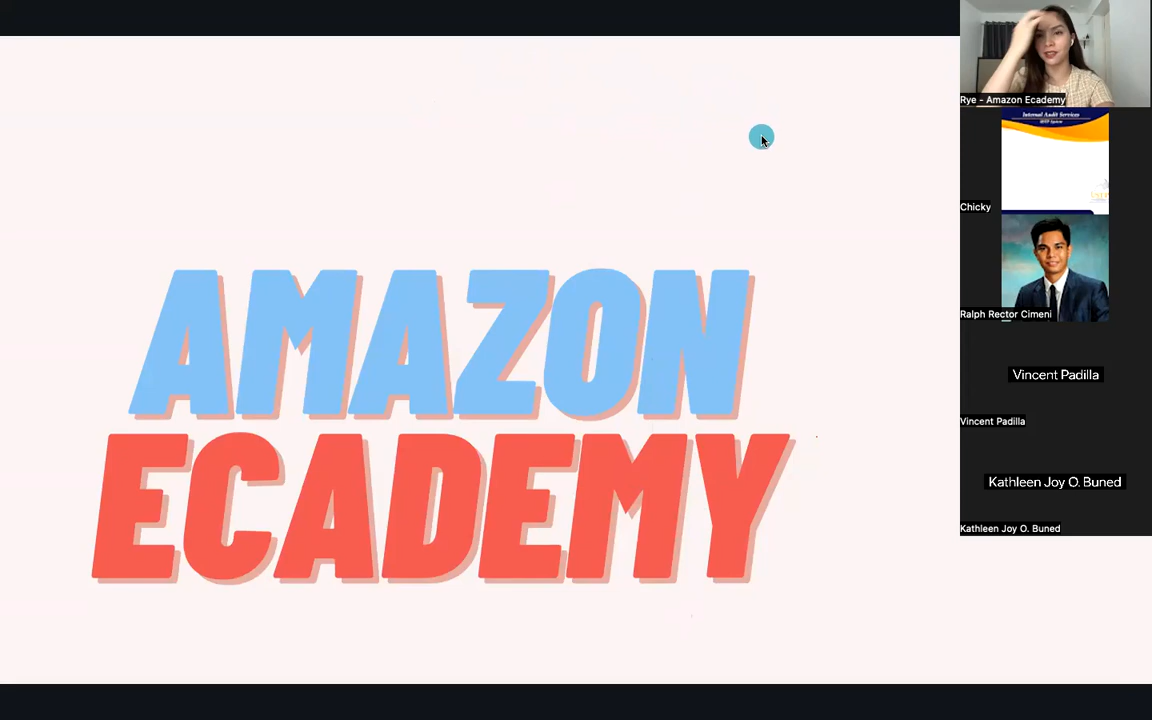 AMAZON
ECADEMY
Rye - Amazon Ecademy
Internal Audit Services
Chicky
Ralph Rector Cimeni
Vincent Padilla
Vincent Padilla
Kathleen Joy O. Buned
Kathleen Joy O. Buned